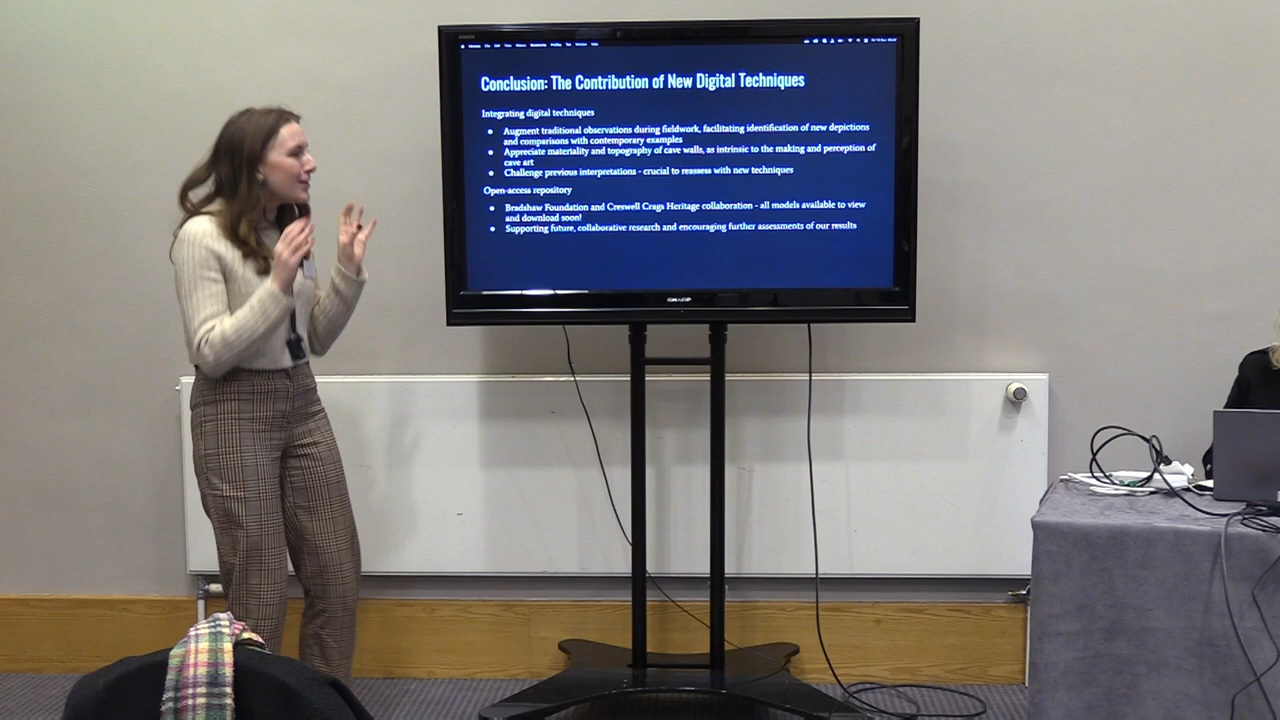 Conclusion: The Contribution of New Digital Techniques
Integrating digital techniques
● Augment traditional observations during fieldwork, facilitating identification of new depictions
and comparisons with contemporary examples
● Appreciate materiality and topography of cave walls, as intrinsic to the making and perception of
cave art
● Challenge previous interpretations - crucial to reassess with new techniques
Open-access repository
● Bradshaw Foundation and Creswell Crags Heritage collaboration - all models available to view
and download soon!
● Supporting future, collaborative research and encouraging further assessments of our results
SHARP